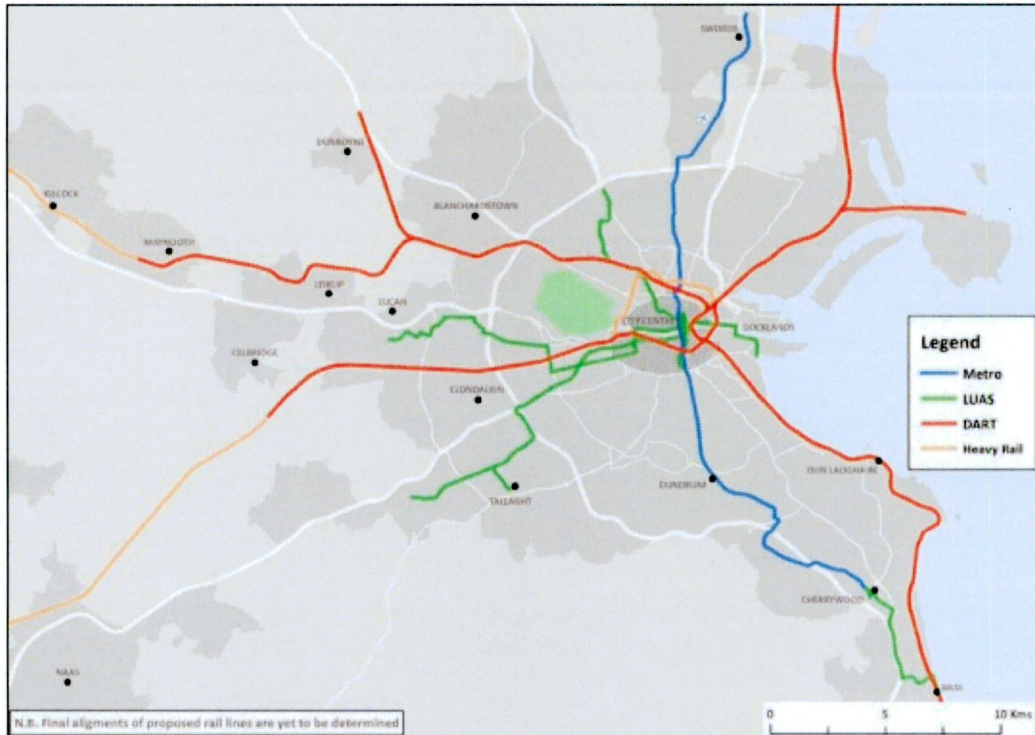 SWORDS
DUNBOYNE
KILCOCK
BLANCHARDSTOWN
MAYNOOTH
LEIXLIP
LUCAN
CITY CENTRE
DOCKLANDS
CELBRIDGE
CLONDALKIN
Legend
Metro
LUAS
DART
Heavy Rail
DUN LAOGHAIRE
DUNDRUM
TALLAGHT
CHERRYWOOD
NAAS
BRAY
N.B. Final aligments of proposed rail lines are yet to be determined
0 5 10 Kms